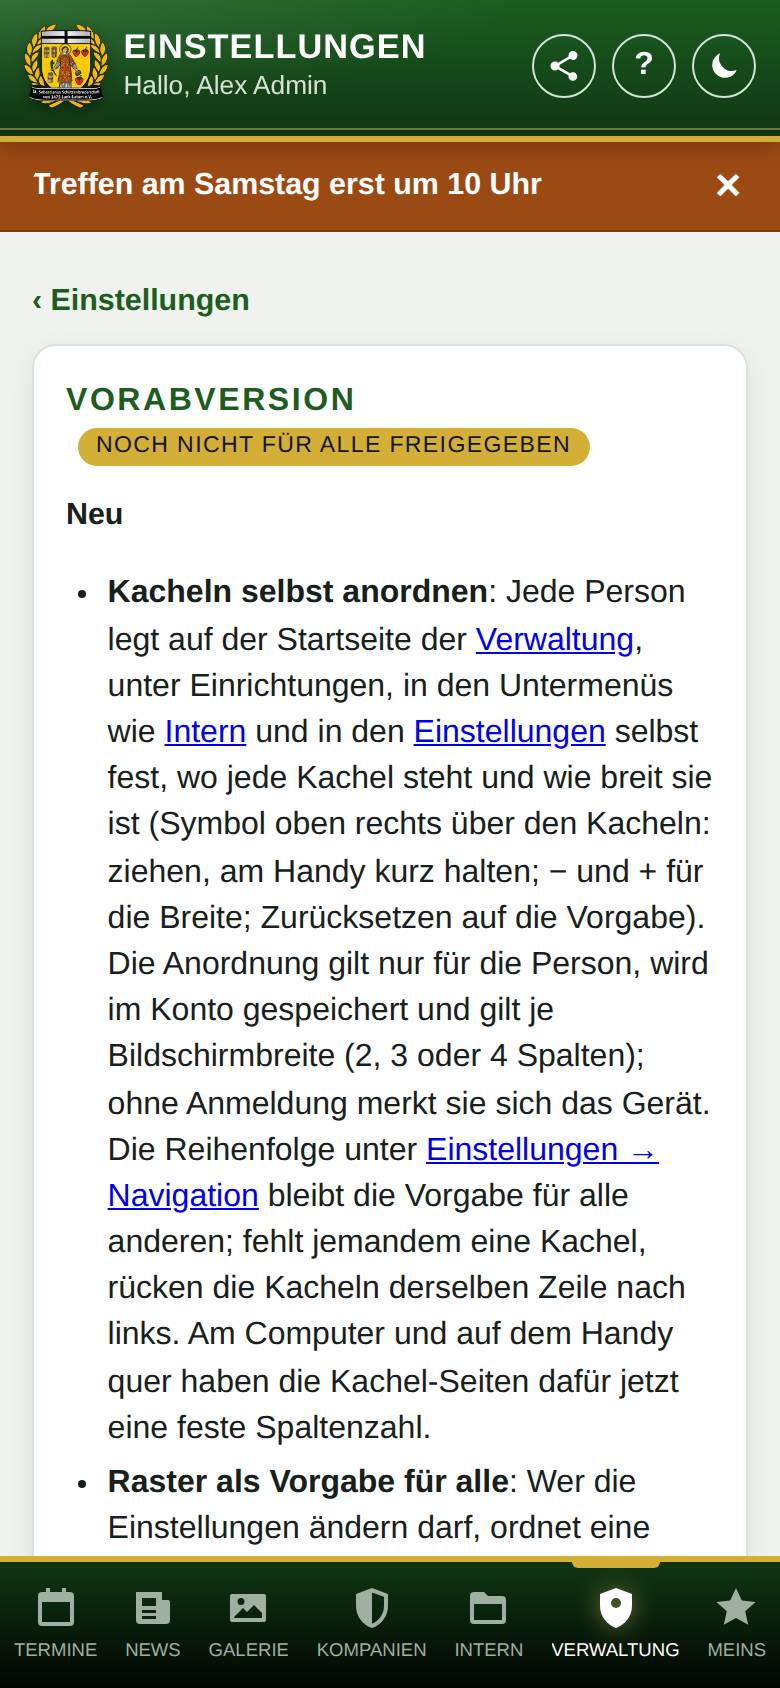 EINSTELLUNGEN
Hallo, Alex Admin
?
Treffen am Samstag erst um 10 Uhr
×
‹ Einstellungen
VORABVERSION
NOCH NICHT FÜR ALLE FREIGEGEBEN
Neu
• Kacheln selbst anordnen: Jede Person
legt auf der Startseite der Verwaltung,
unter Einrichtungen, in den Untermenüs
wie Intern und in den Einstellungen selbst
fest, wo jede Kachel steht und wie breit sie
ist (Symbol oben rechts über den Kacheln:
ziehen, am Handy kurz halten; − und + für
die Breite; Zurücksetzen auf die Vorgabe).
Die Anordnung gilt nur für die Person, wird
im Konto gespeichert und gilt je
Bildschirmbreite (2, 3 oder 4 Spalten);
ohne Anmeldung merkt sie sich das Gerät.
Die Reihenfolge unter Einstellungen →
Navigation bleibt die Vorgabe für alle
anderen; fehlt jemandem eine Kachel,
rücken die Kacheln derselben Zeile nach
links. Am Computer und auf dem Handy
quer haben die Kachel-Seiten dafür jetzt
eine feste Spaltenzahl.
• Raster als Vorgabe für alle: Wer die
Einstellungen ändern darf, ordnet eine
TERMINE NEWS GALERIE KOMPANIEN INTERN VERWALTUNG MEINS